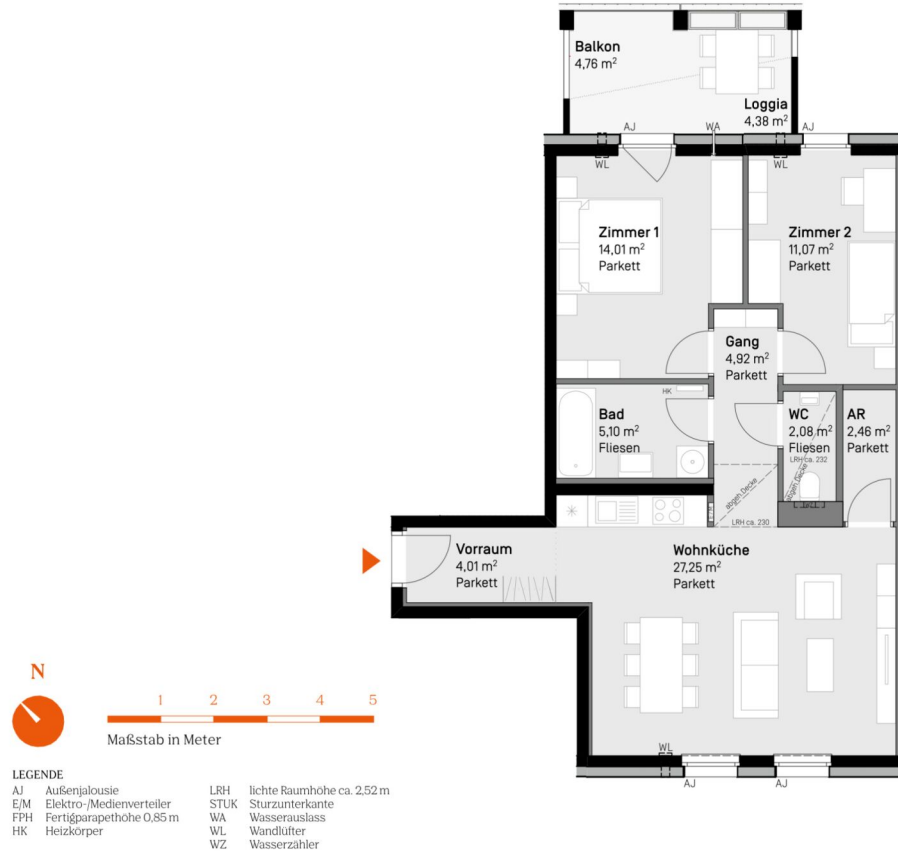 Balkon
4,76 m²
Loggia
4,38 m²
AJ
WA
AJ
WL
WL
Zimmer 1
14,01 m²
Parkett
Zimmer 2
11,07 m²
Parkett
Gang
4,92 m²
Parkett
HK
Bad
5,10 m²
Fliesen
WC
2,08 m²
Fliesen
LRH ca. 232
AR
2,46 m²
Parkett
abgeh. Decke
abgeh. Decke
E/M
LRH ca. 230
Vorraum
4,01 m²
Parkett
Wohnküche
27,25 m²
Parkett
WL
AJ
AJ
N
1 2 3 4 5
Maßstab in Meter
LEGENDE
AJ Außenjalousie
E/M Elektro-/Medienverteiler
FPH Fertigparapethöhe 0,85 m
HK Heizkörper
LRH lichte Raumhöhe ca. 2,52 m
STUK Sturzunterkante
WA Wasserauslass
WL Wandlüfter
WZ Wasserzähler